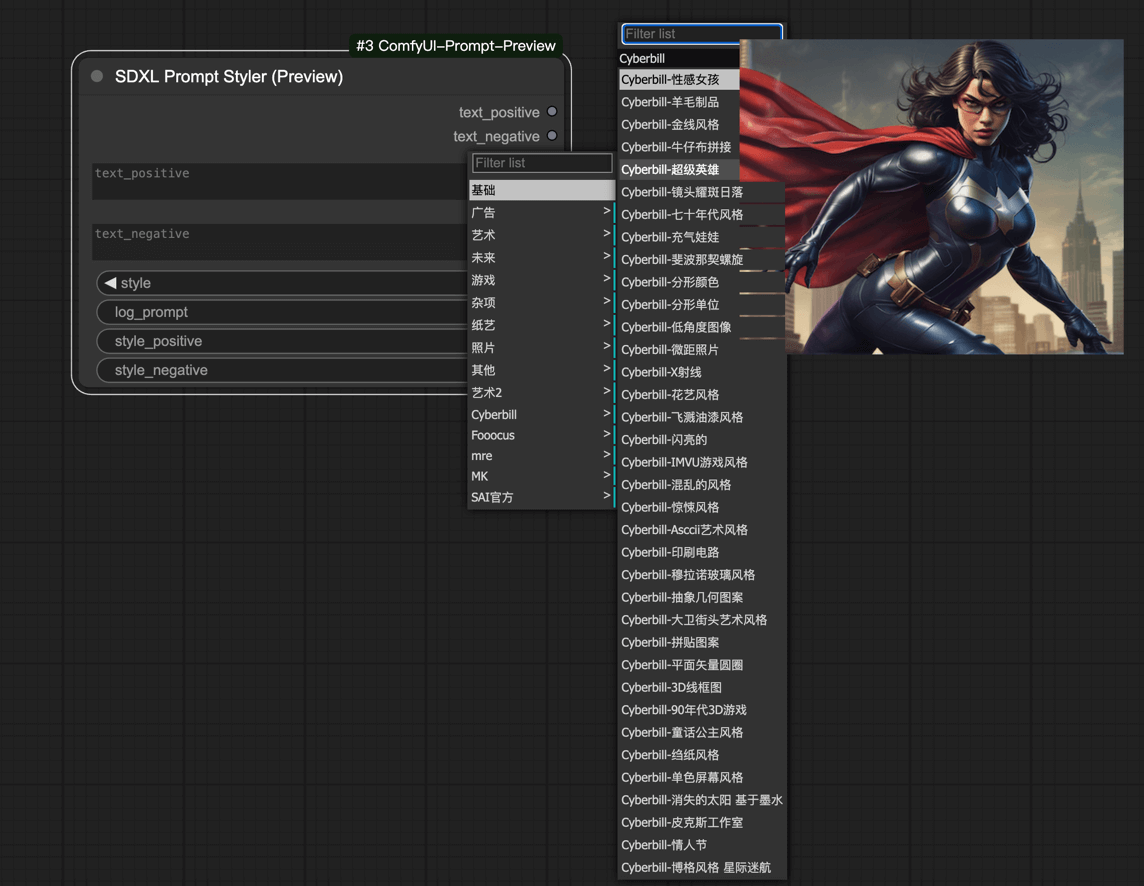 #3 ComfyUI-Prompt-Preview
SDXL Prompt Styler (Preview)
text_positive
text_negative
text_positive
text_negative
style
log_prompt
style_positive
style_negative
Filter list
基础
广告 >
艺术 >
未来 >
游戏 >
杂项 >
纸艺 >
照片 >
其他 >
艺术2 >
Cyberbill >
Fooocus >
mre >
MK >
SAI官方 >
Filter list
Cyberbill
Cyberbill-性感女孩
Cyberbill-羊毛制品
Cyberbill-金线风格
Cyberbill-牛仔布拼接
Cyberbill-超级英雄
Cyberbill-镜头耀斑日落
Cyberbill-七十年代风格
Cyberbill-充气娃娃
Cyberbill-斐波那契螺旋
Cyberbill-分形颜色
Cyberbill-分形单位
Cyberbill-低角度图像
Cyberbill-微距照片
Cyberbill-X射线
Cyberbill-花艺风格
Cyberbill-飞溅油漆风格
Cyberbill-闪亮的
Cyberbill-IMVU游戏风格
Cyberbill-混乱的风格
Cyberbill-惊悚风格
Cyberbill-Asccii艺术风格
Cyberbill-印刷电路
Cyberbill-穆拉诺玻璃风格
Cyberbill-抽象几何图案
Cyberbill-大卫街头艺术风格
Cyberbill-拼贴图案
Cyberbill-平面矢量圆圈
Cyberbill-3D线框图
Cyberbill-90年代3D游戏
Cyberbill-童话公主风格
Cyberbill-绉纸风格
Cyberbill-单色屏幕风格
Cyberbill-消失的太阳 基于墨水
Cyberbill-皮克斯工作室
Cyberbill-情人节
Cyberbill-博格风格 星际迷航